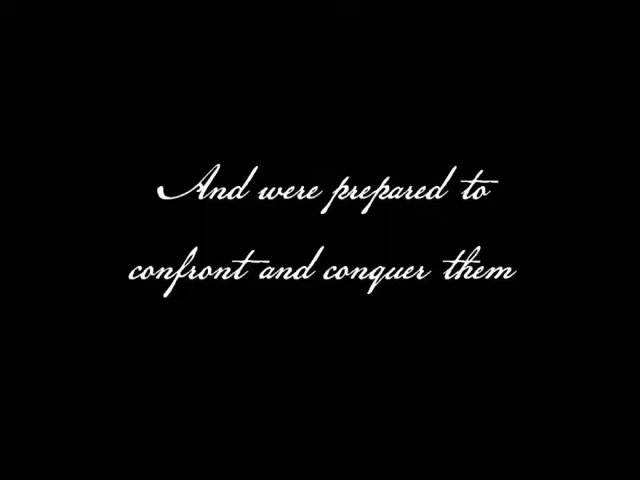 And were prepared to
confront and conquer them